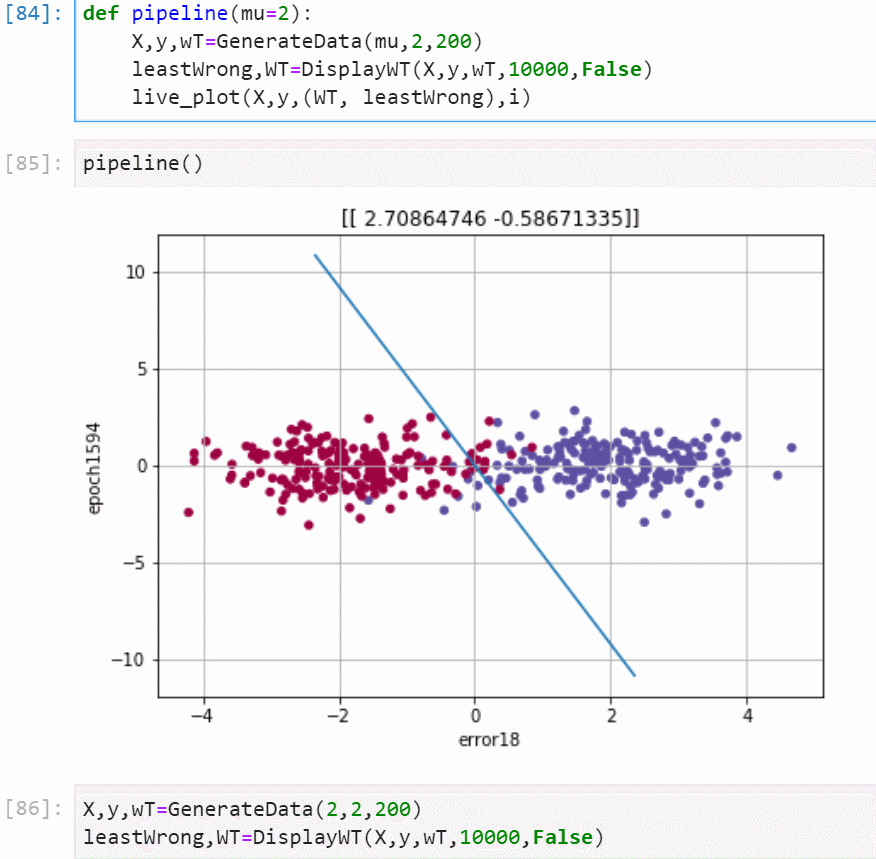 [84]: def pipeline(mu=2):
X,y,wT=GenerateData(mu,2,200)
leastWrong,WT=DisplayWT(X,y,wT,10000,False)
live_plot(X,y,(WT, leastWrong),i)
[85]: pipeline()
[[ 2.70864746 -0.58671335]]
10
5
0
−5
−10
epoch1594
−4 −2 0 2 4
error18
[86]: X,y,wT=GenerateData(2,2,200)
leastWrong,WT=DisplayWT(X,y,wT,10000,False)